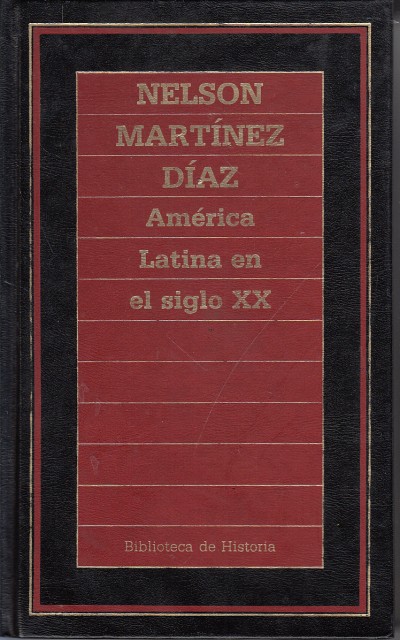 NELSON
MARTÍNEZ
DÍAZ
América
Latina en
el siglo XX
Biblioteca de Historia